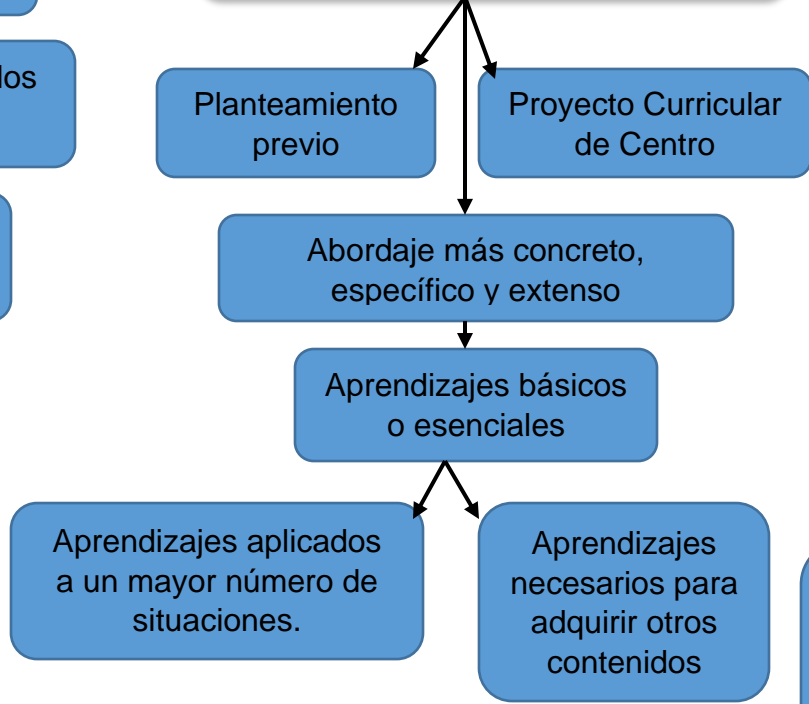 los
Planteamiento
previo
Proyecto Curricular
de Centro
Abordaje más concreto,
específico y extenso
Aprendizajes básicos
o esenciales
Aprendizajes aplicados
a un mayor número de
situaciones.
Aprendizajes
necesarios para
adquirir otros
contenidos